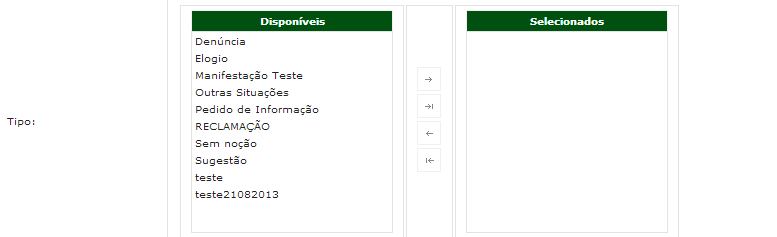 Disponíveis
Selecionados
Denúncia
Elogio
Manifestação Teste
Outras Situações
Pedido de Informação
RECLAMAÇÃO
Sem noção
Sugestão
teste
teste21082013
Tipo: